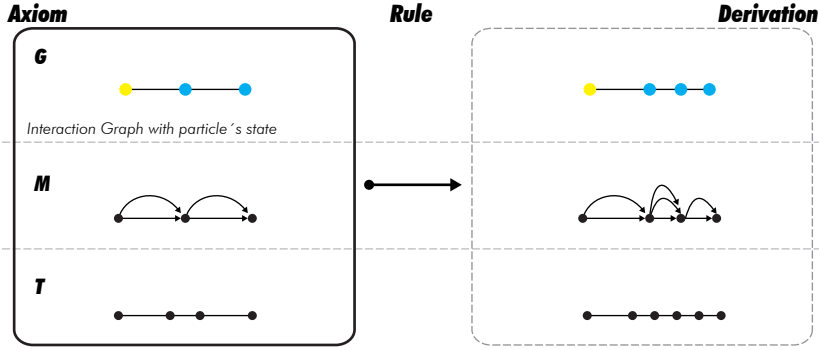 Axiom
Rule
Derivation
G
Interaction Graph with particle´s state
M
T